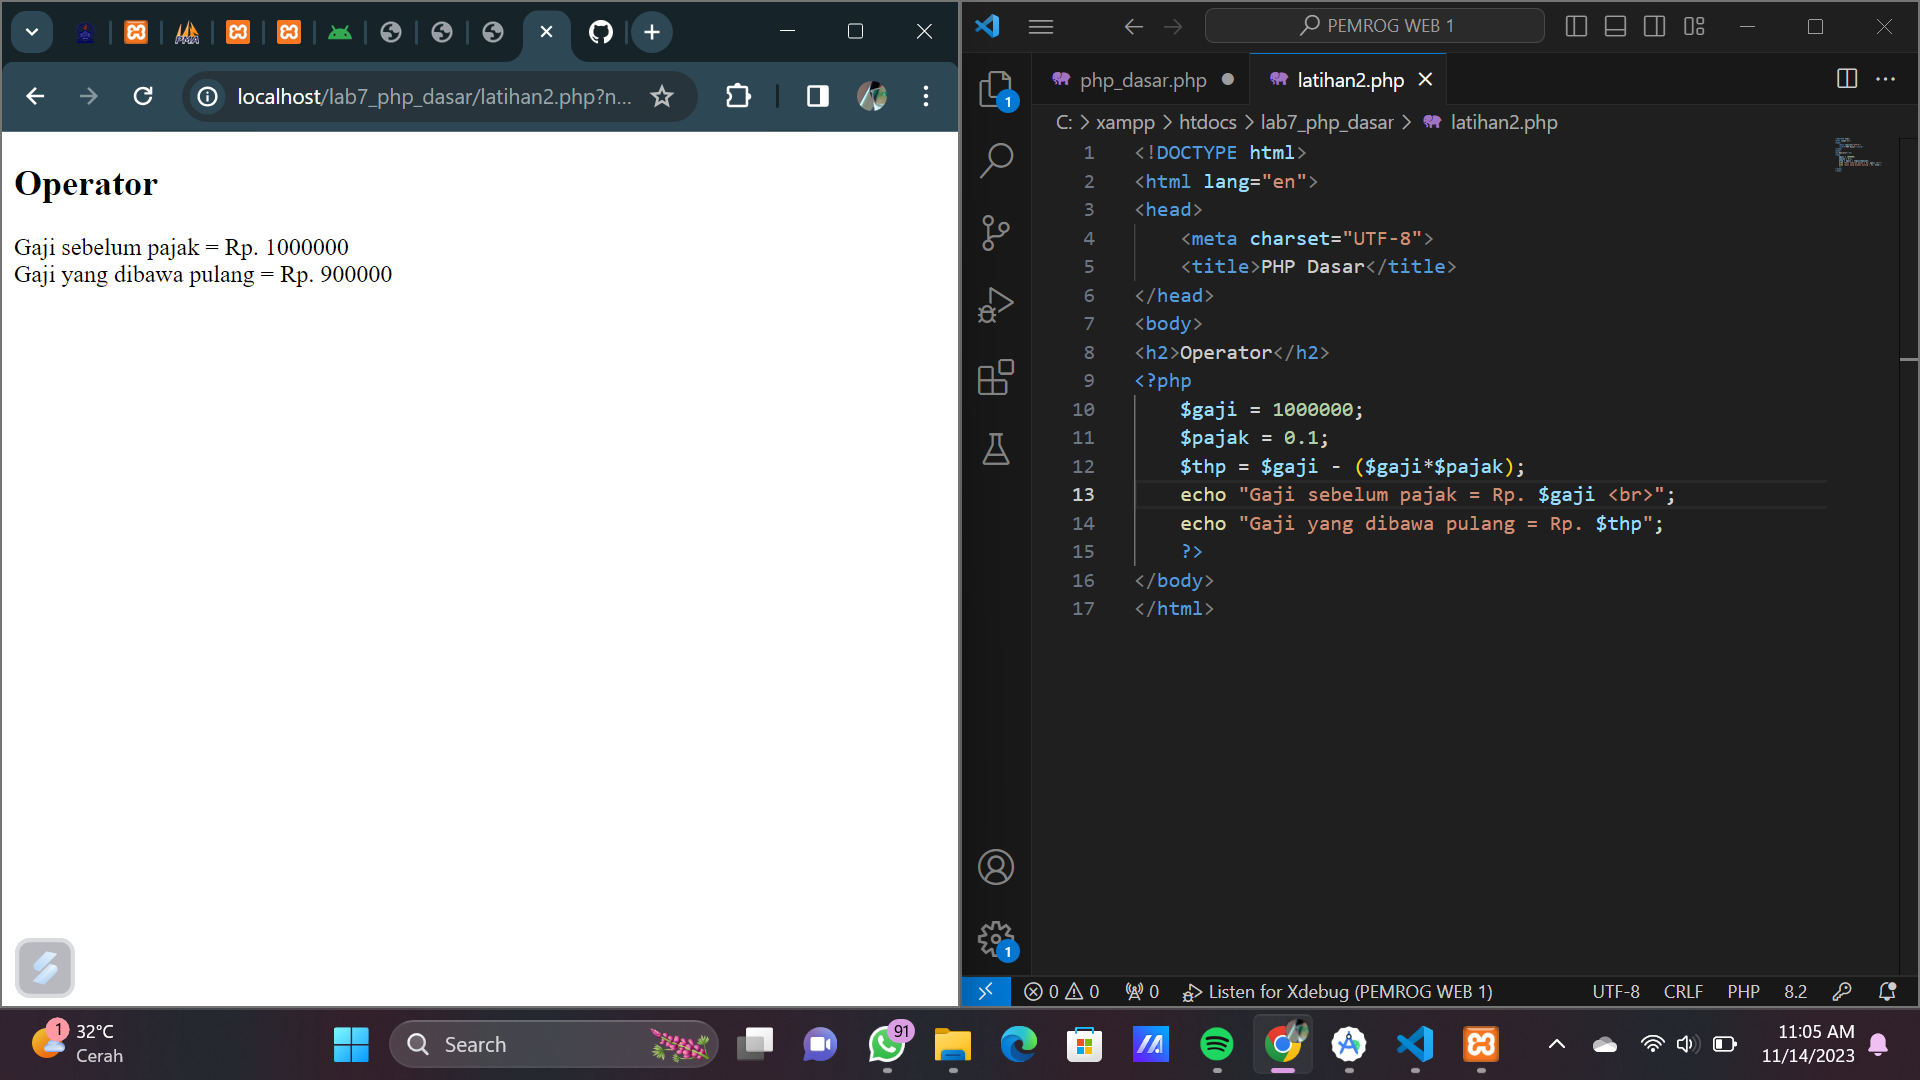 localhost/lab7_php_dasar/latihan2.php?n...
Operator
Gaji sebelum pajak = Rp. 1000000
Gaji yang dibawa pulang = Rp. 900000
PEMROG WEB 1
php_dasar.php
latihan2.php
C: > xampp > htdocs > lab7_php_dasar > latihan2.php
1 <!DOCTYPE html>
2 <html lang="en">
3 <head>
4 <meta charset="UTF-8">
5 <title>PHP Dasar</title>
6 </head>
7 <body>
8 <h2>Operator</h2>
9 <?php
10 $gaji = 1000000;
11 $pajak = 0.1;
12 $thp = $gaji - ($gaji*$pajak);
13 echo "Gaji sebelum pajak = Rp. $gaji <br>";
14 echo "Gaji yang dibawa pulang = Rp. $thp";
15 ?>
16 </body>
17 </html>
1
1
0 0 0 Listen for Xdebug (PEMROG WEB 1) UTF-8 CRLF PHP 8.2
1
32°C
Cerah
Search
91
11:05 AM
11/14/2023